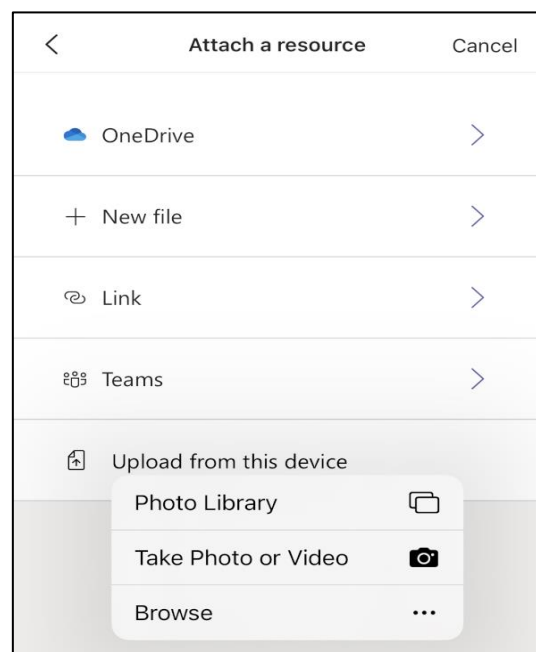 Attach a resource
Cancel
OneDrive
New file
Link
Teams
Upload from this device
Photo Library
Take Photo or Video
Browse